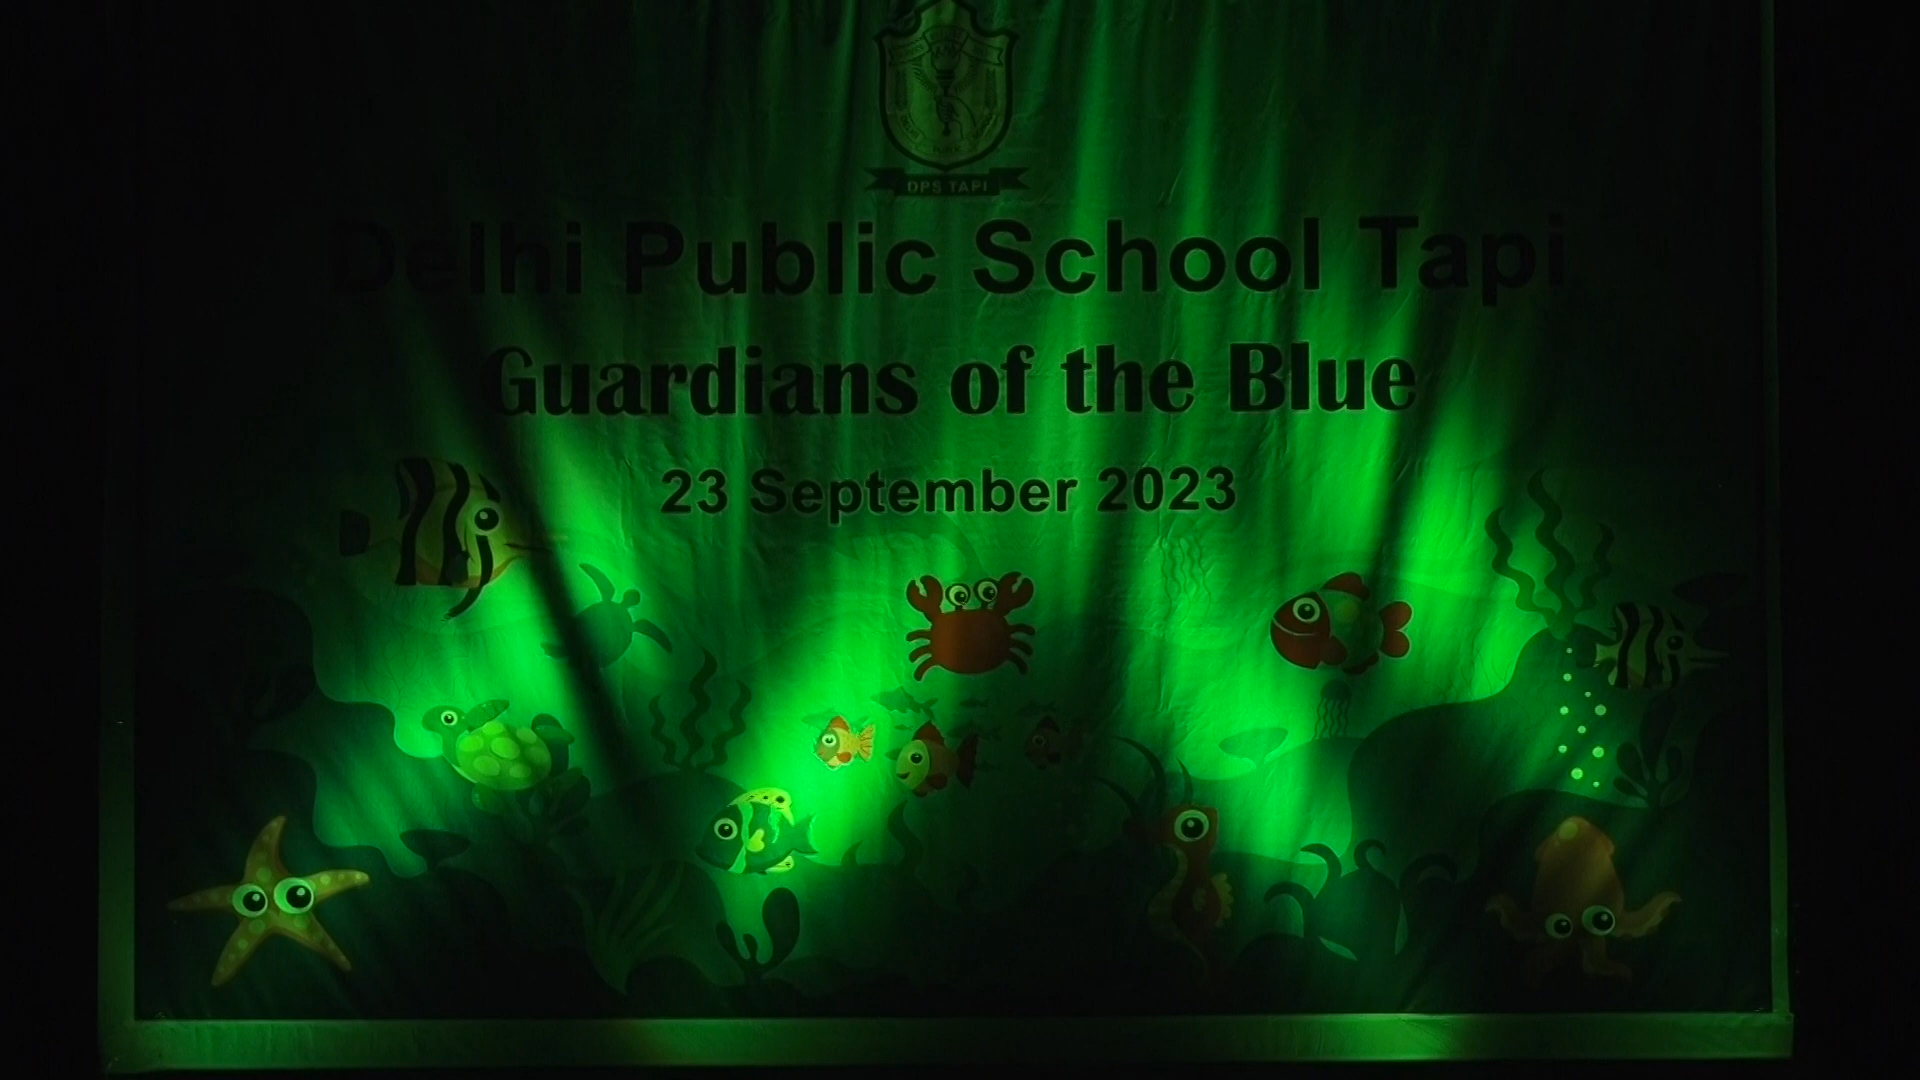 DPS TAPI
Delhi Public School Tapi
Guardians of the Blue
23 September 2023